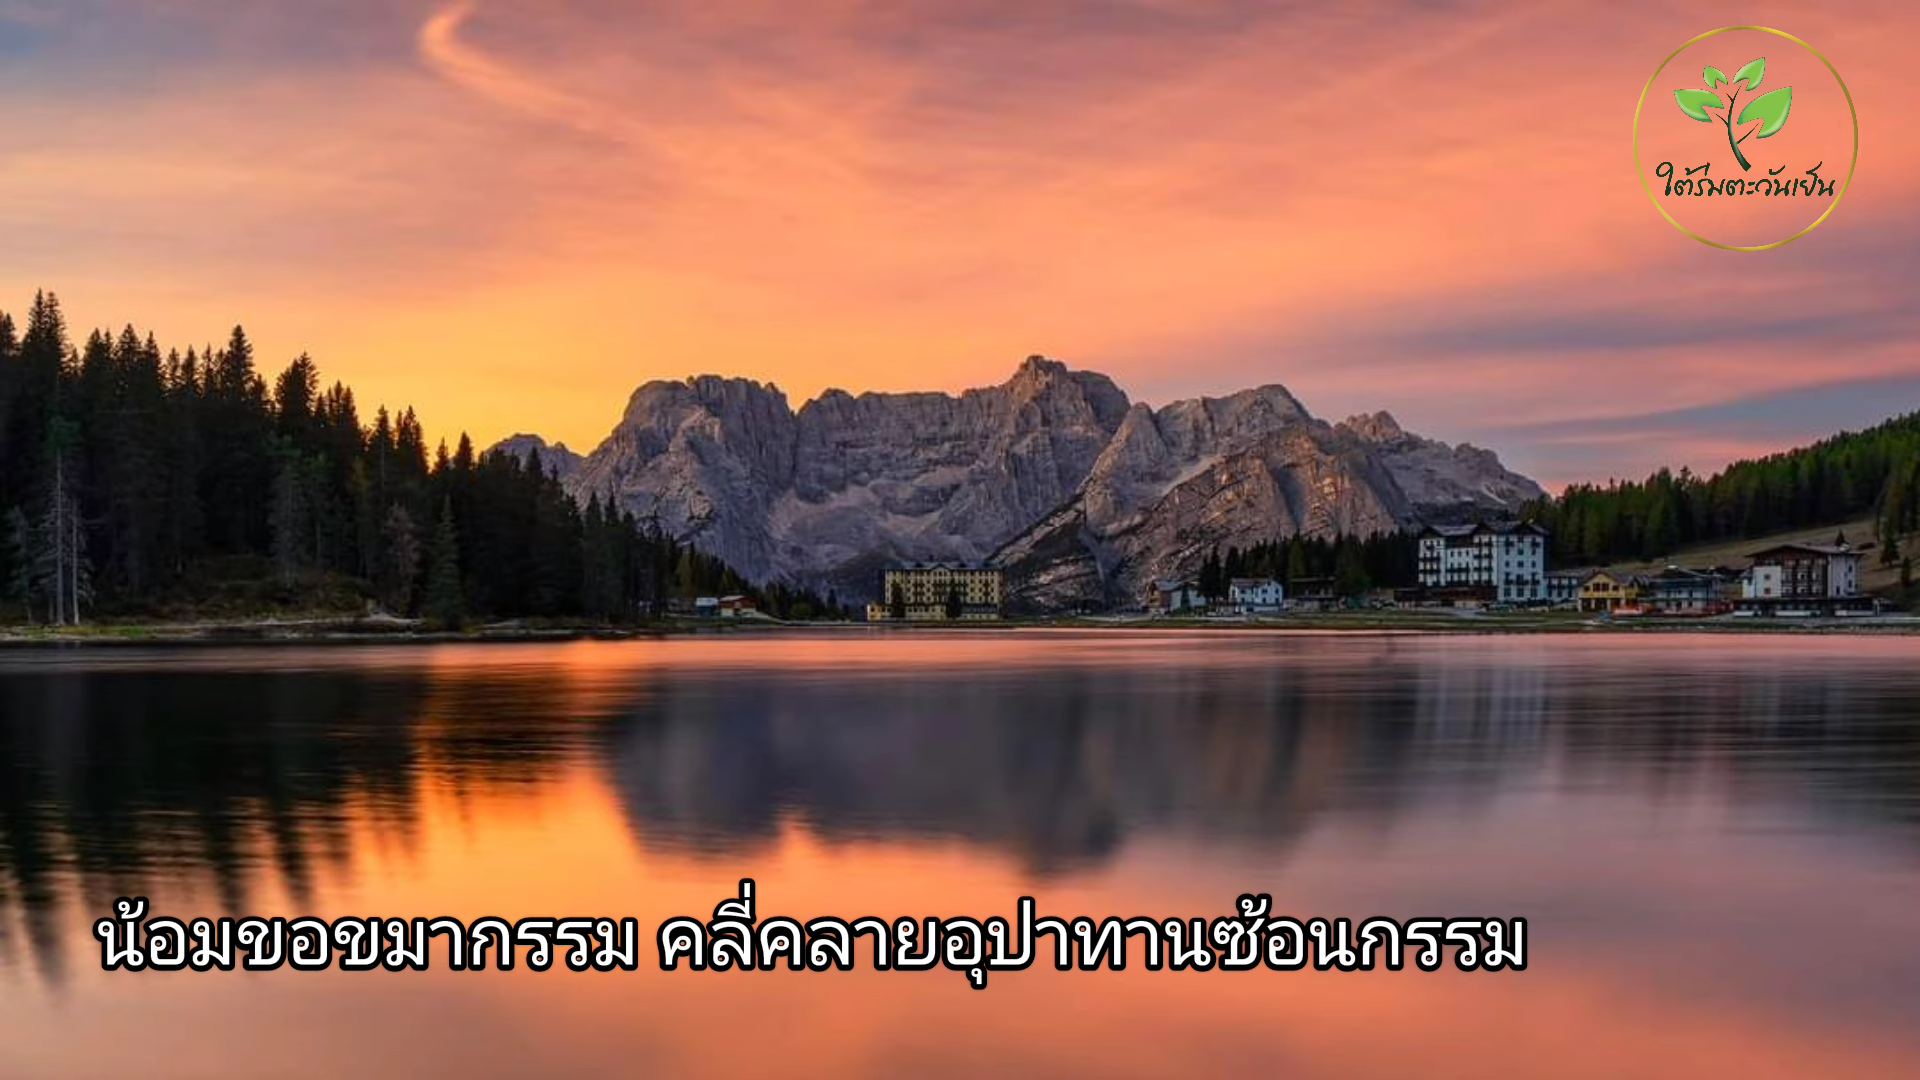 ใต้ร่มตะวันเย็น
น้อมขอขมากรรม คลี่คลายอุปาทานซ้อนกรรม